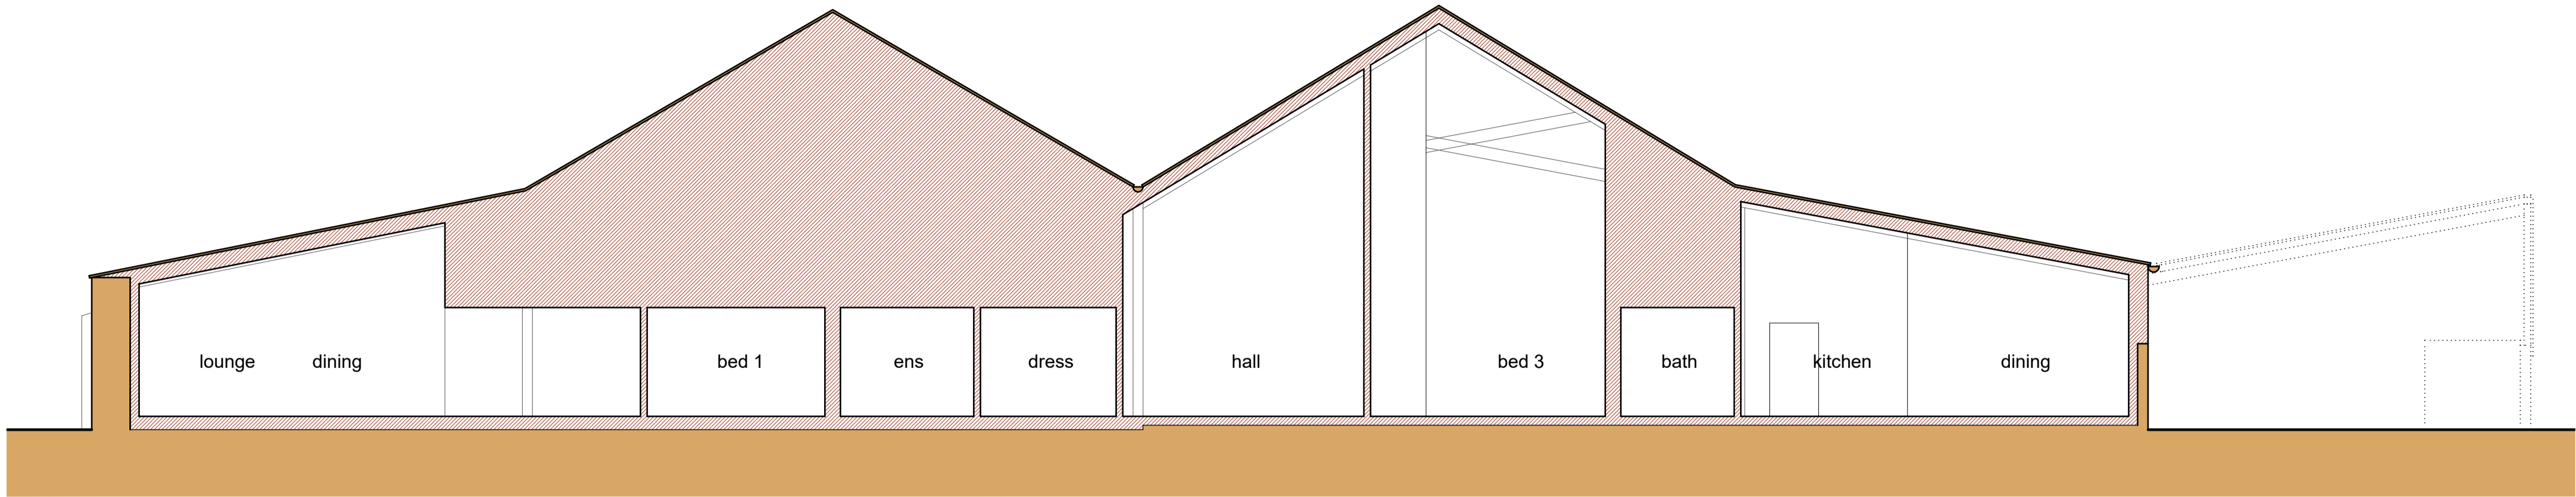 lounge dining bed 1 ens dress hall bed 3 bath kitchen dining